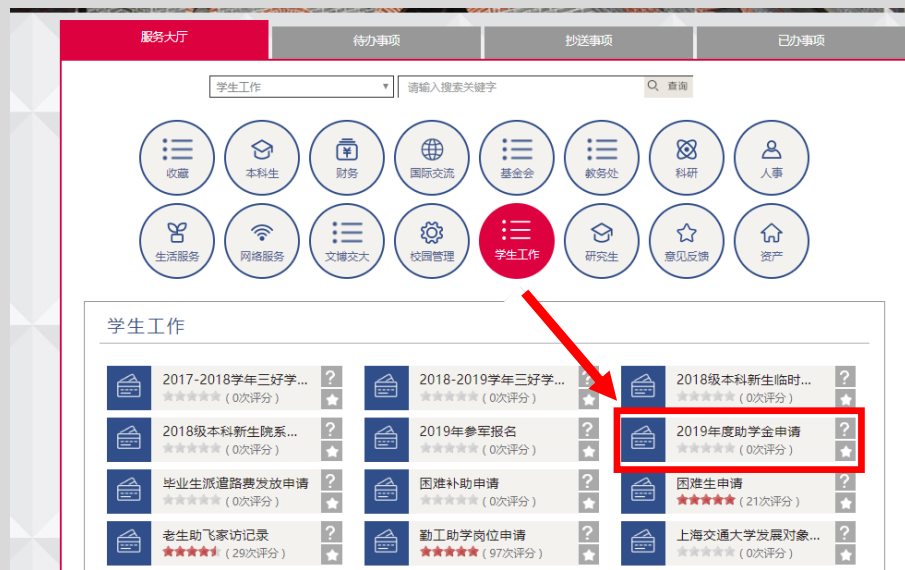 服务大厅 待办事项 抄送事项 已办事项
学生工作 请输入搜索关键字 查询
收藏 本科生 财务 国际交流 基金会 教务处 科研 人事
生活服务 网络服务 文博交大 校园管理 学生工作 研究生 意见反馈 资产
学生工作
2017-2018学年三好学... ? 2018-2019学年三好学... ? 2018级本科新生临时... ?
(0次评分) (0次评分) (0次评分)
2018级本科新生院系... ? 2019年参军报名 ? 2019年度助学金申请 ?
(0次评分) (0次评分) (0次评分)
毕业生派遣路费发放申请 ? 困难补助申请 ? 困难生申请 ?
(0次评分) (0次评分) (21次评分)
老生助飞家访记录 ? 勤工助学岗位申请 ? 上海交通大学发展对象... ?
(29次评分) (97次评分) (0次评分)